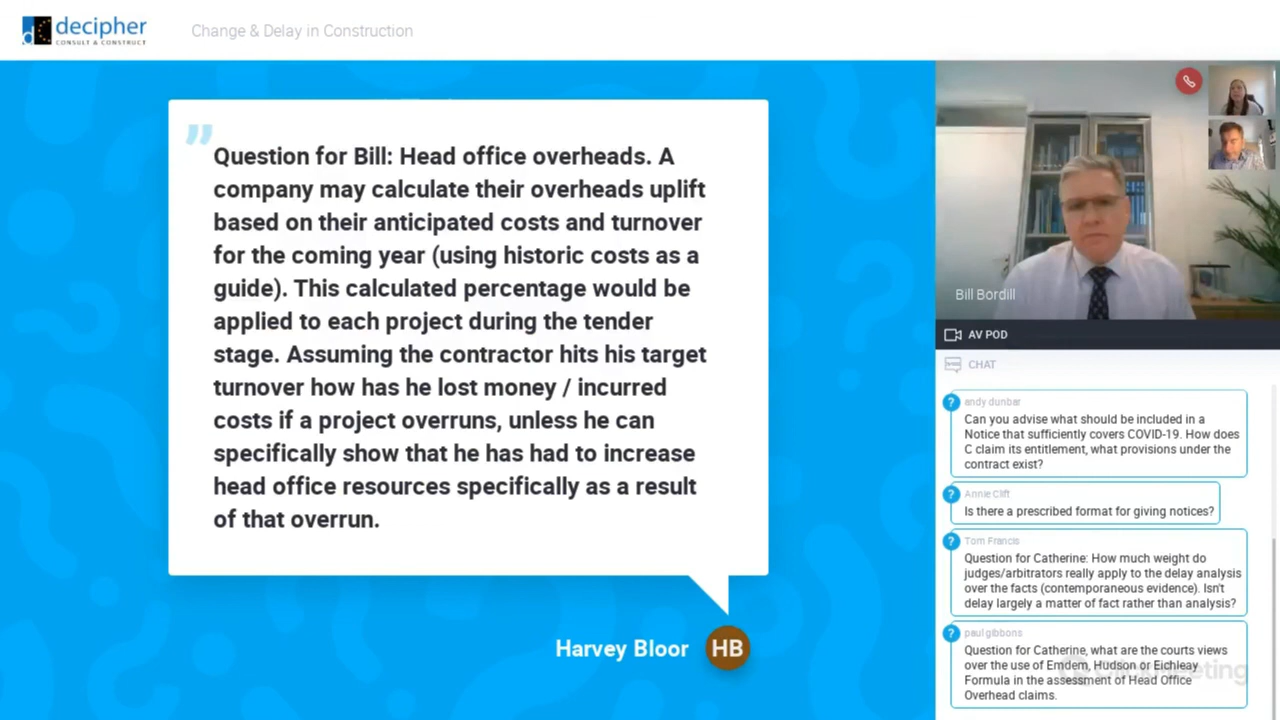 decipher
CONSULT & CONSTRUCT
Change & Delay in Construction
Question for Bill: Head office overheads. A
company may calculate their overheads uplift
based on their anticipated costs and turnover
for the coming year (using historic costs as a
guide). This calculated percentage would be
applied to each project during the tender
stage. Assuming the contractor hits his target
turnover how has he lost money / incurred
costs if a project overruns, unless he can
specifically show that he has had to increase
head office resources specifically as a result
of that overrun.
Harvey Bloor
HB
Bill Bordill
AV POD
CHAT
andy dunbar
Can you advise what should be included in a
Notice that sufficiently covers COVID-19. How does
C claim its entitlement, what provisions under the
contract exist?
Annie Clift
Is there a prescribed format for giving notices?
Tom Francis
Question for Catherine: How much weight do
judges/arbitrators really apply to the delay analysis
over the facts (contemporaneous evidence). Isn't
delay largely a matter of fact rather than analysis?
paul gibbons
Question for Catherine, what are the courts views
over the use of Emden, Hudson or Eichleay
Formula in the assessment of Head Office
Overhead claims.